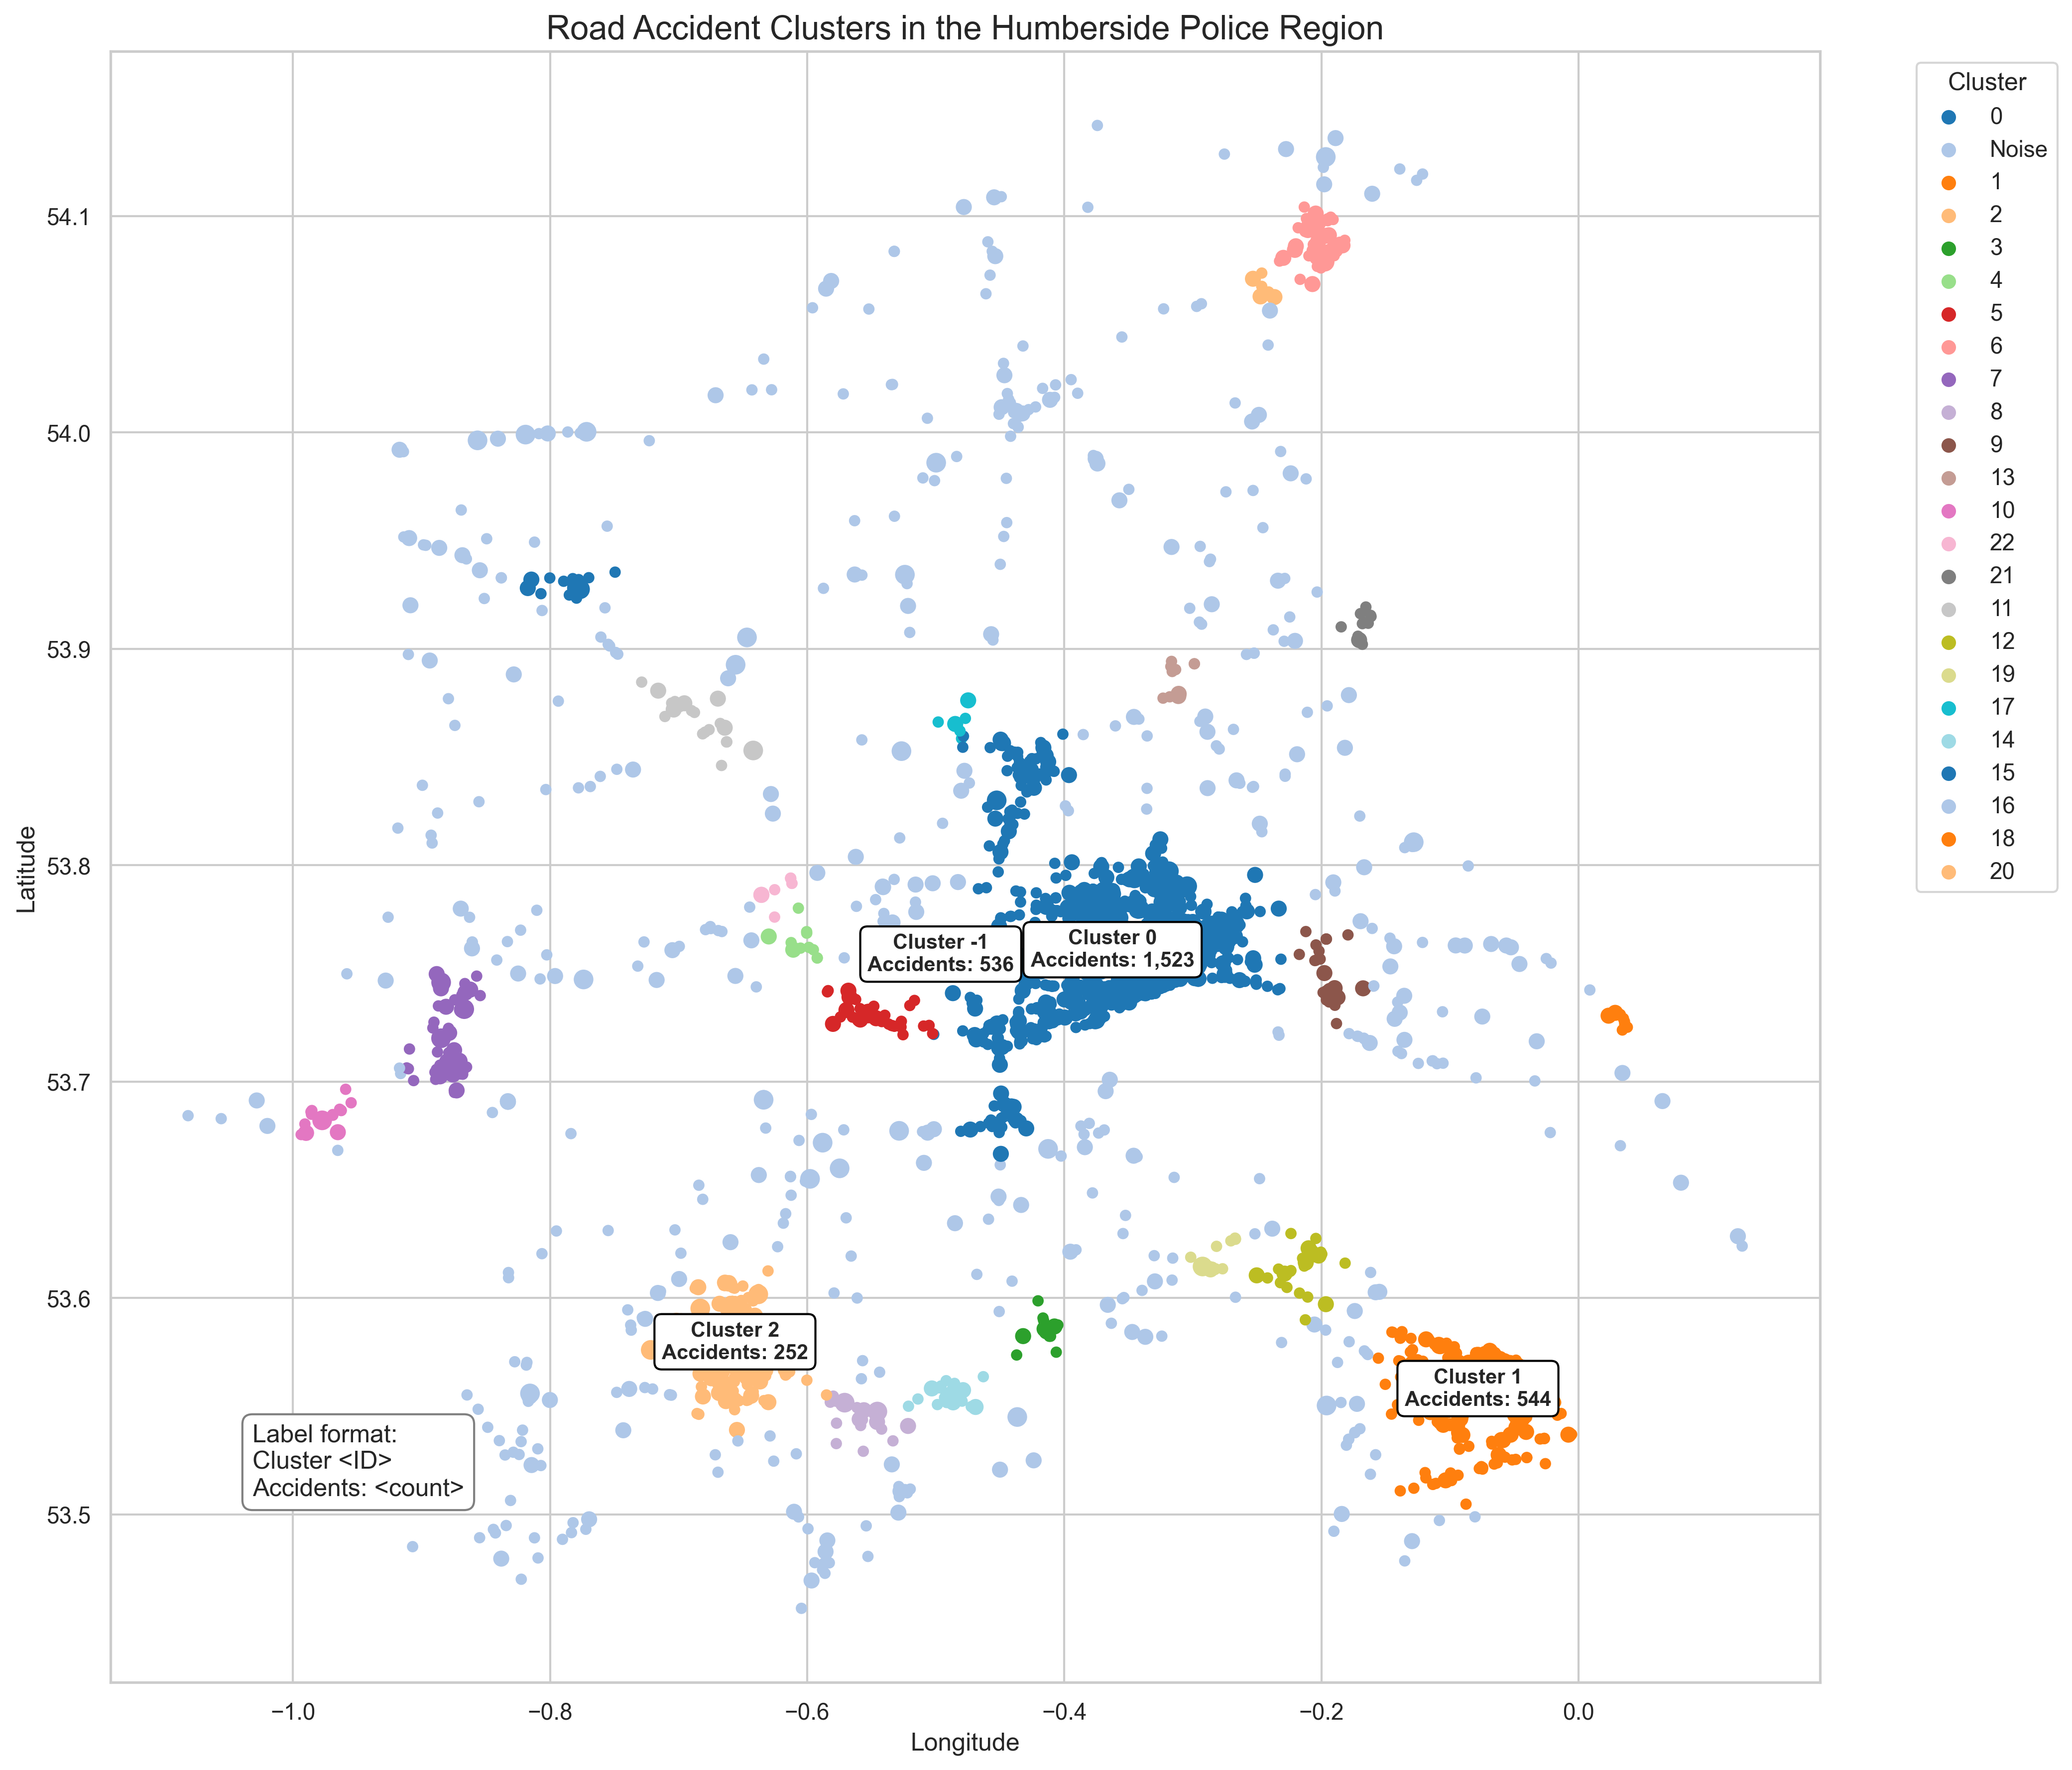 Road Accident Clusters in the Humberside Police Region
Cluster
0
Noise
1
2
3
4
5
6
7
8
9
13
10
22
21
11
12
19
17
14
15
16
18
20
54.1
54.0
53.9
53.8
53.7
53.6
53.5
Latitude
Cluster -1
Accidents: 536
Cluster 0
Accidents: 1,523
Cluster 2
Accidents: 252
Cluster 1
Accidents: 544
Label format:
Cluster <ID>
Accidents: <count>
−1.0
−0.8
−0.6
−0.4
−0.2
0.0
Longitude